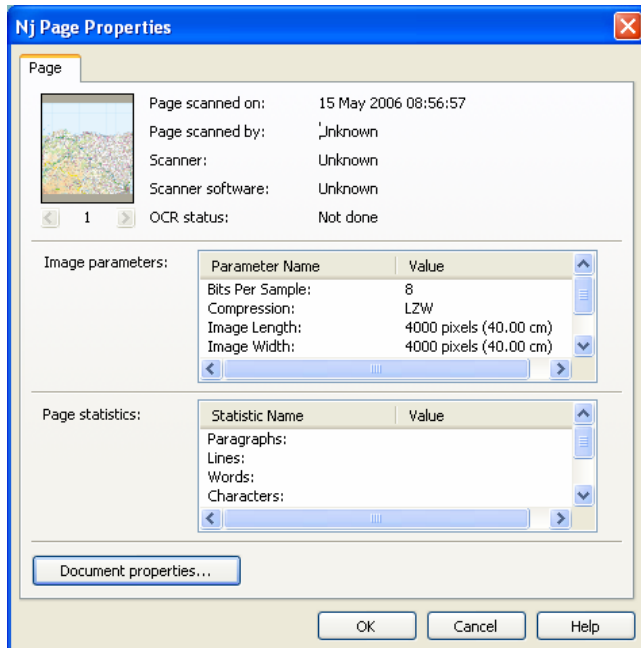 Nj Page Properties
Page
Page scanned on: 15 May 2006 08:56:57
Page scanned by: Unknown
Scanner: Unknown
Scanner software: Unknown
1 OCR status: Not done
Image parameters: Parameter Name Value
Bits Per Sample: 8
Compression: LZW
Image Length: 4000 pixels (40.00 cm)
Image Width: 4000 pixels (40.00 cm)
Page statistics: Statistic Name Value
Paragraphs:
Lines:
Words:
Characters:
Document properties...
OK Cancel Help